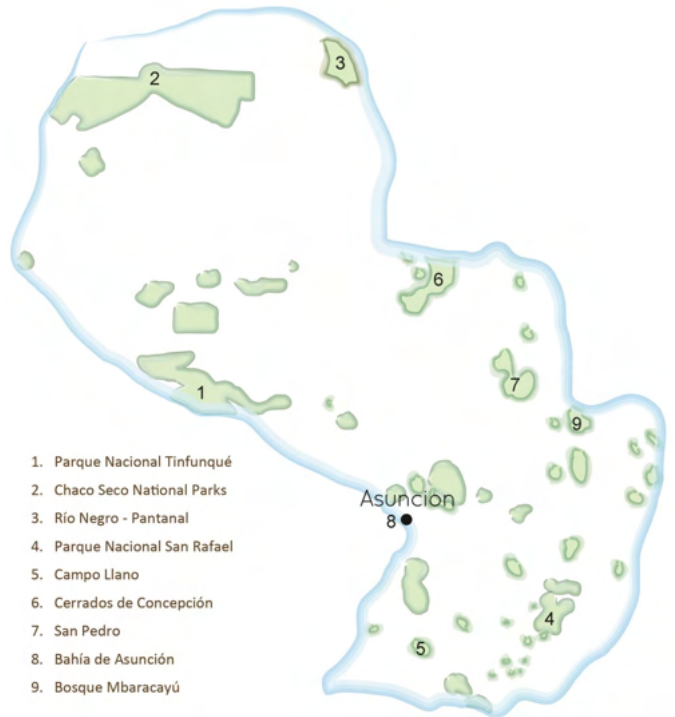 2
3
6
1
7
9
Asunción
8
4
5
1. Parque Nacional Tinfunqué
2. Chaco Seco National Parks
3. Río Negro - Pantanal
4. Parque Nacional San Rafael
5. Campo Llano
6. Cerrados de Concepción
7. San Pedro
8. Bahía de Asunción
9. Bosque Mbaracayú